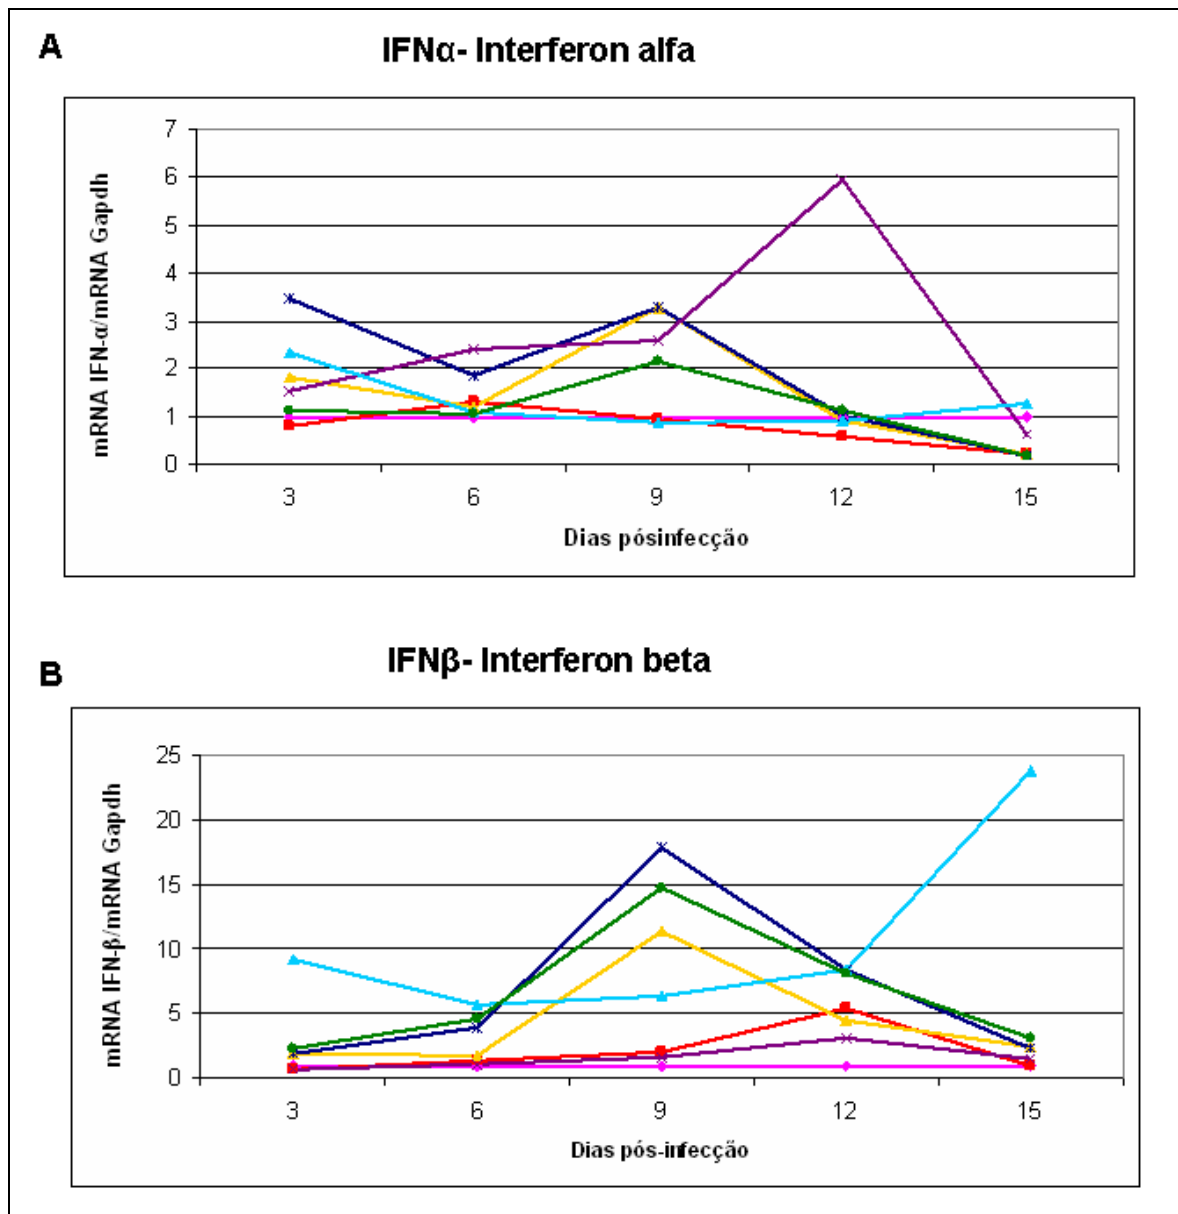 A
IFNα- Interferon alfa
mRNA IFN-α/mRNA Gapdh
7
6
5
4
3
2
1
0
3 6 9 12 15
Dias pósinfecção
B
IFNβ- Interferon beta
mRNA IFN-β/mRNA Gapdh
25
20
15
10
5
0
3 6 9 12 15
Dias pós-infecção